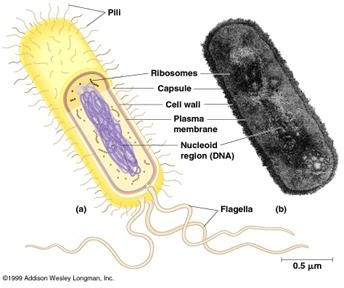 Pili
Ribosomes
Capsule
Cell wall
Plasma
membrane
Nucleoid
region (DNA)
(a)
Flagella
(b)
0.5 µm
©1999 Addison Wesley Longman, Inc.